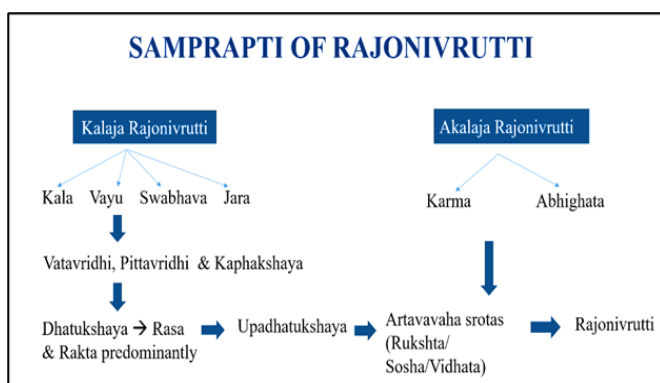 SAMPRAPTI OF RAJONIVRUTTI
Kalaja Rajonivrutti
Akalaja Rajonivrutti
Kala Vayu Swabhava Jara
Karma Abhighata
Vatavridhi, Pittavridhi & Kaphakshaya
Dhatukshaya → Rasa
& Rakta predominantly
Upadhatukshaya
Artavavaha srotas
(Rukshta/
Sosha/Vidhata)
Rajonivrutti